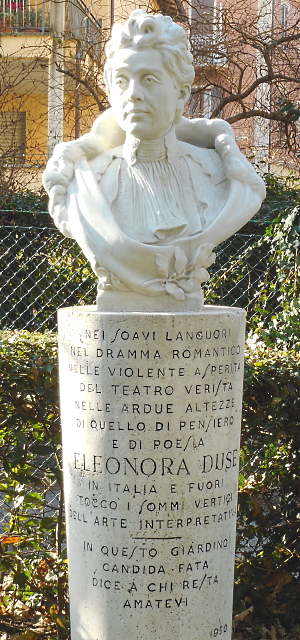 NEI SOAVI LANGUORI
NEL DRAMMA ROMANTICO
NELLE VIOLENTE ASPERITÀ
DEL TEATRO VERISTA
NELLE ARDUE ALTEZZE
DI QUELLO DI PENSIERO
E DI POESIA
ELEONORA DUSE
IN ITALIA E FUORI
TOCCÒ I SOMMI VERTIGI
DELL'ARTE INTERPRETATIVA
IN QUESTO GIARDINO
CANDIDA FATA
DICE A CHI RESTA
AMATEVI
1950